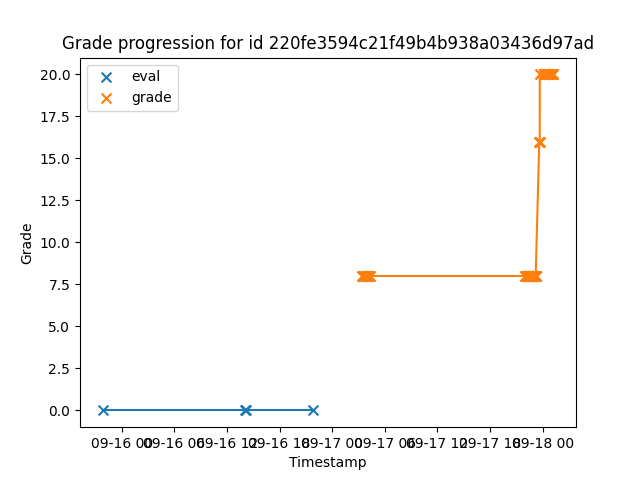 Grade progression for id 220fe3594c21f49b4b938a03436d97ad
eval
grade
20.0
17.5
15.0
12.5
10.0
7.5
5.0
2.5
0.0
Grade
09-16 00 09-16 06 09-16 12 09-16 18 09-17 00 09-17 06 09-17 12 09-17 18 09-18 00
Timestamp